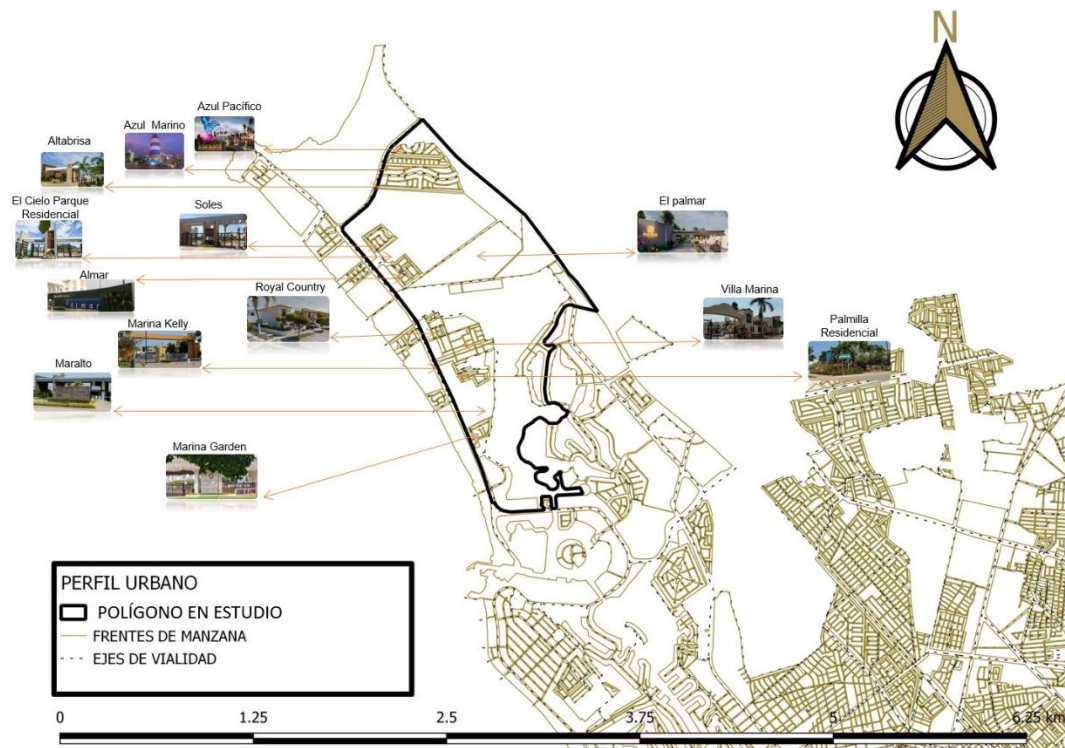 N
Azul Pacífico
Azul Marino
Altabrisa
El Cielo Parque
Residencial
Soles
El palmar
Almar
Royal Country
Villa Marina
Palmilla
Residencial
Marina Kelly
Maralto
Marina Garden
PERFIL URBANO
POLÍGONO EN ESTUDIO
FRENTES DE MANZANA
EJES DE VIALIDAD
0
1.25
2.5
3.75
5
6.25 km